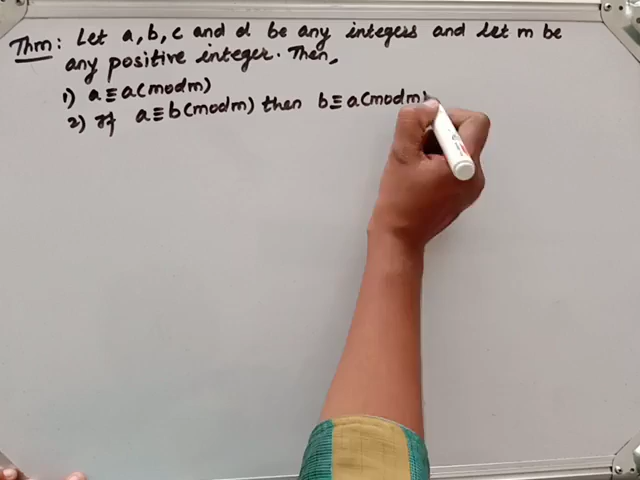 Thm: Let a, b, c and d be any integers and let m be
any positive integer. Then,
1) a ≡ a(mod m)
2) If a ≡ b(mod m) then b ≡ a(mod m)